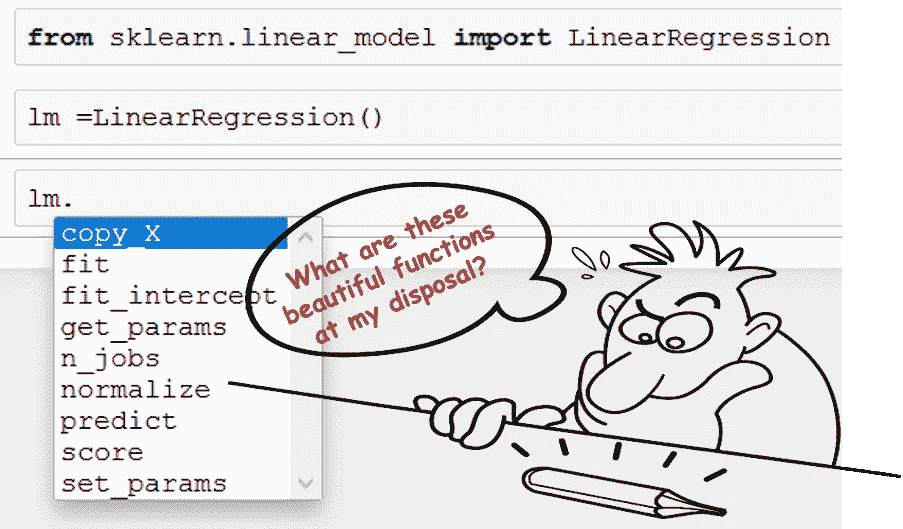 from sklearn.linear_model import LinearRegression
lm =LinearRegression()
lm.
copy_X
fit
fit_intercept
get_params
n_jobs
normalize
predict
score
set_params
What are these
beautiful functions
at my disposal?